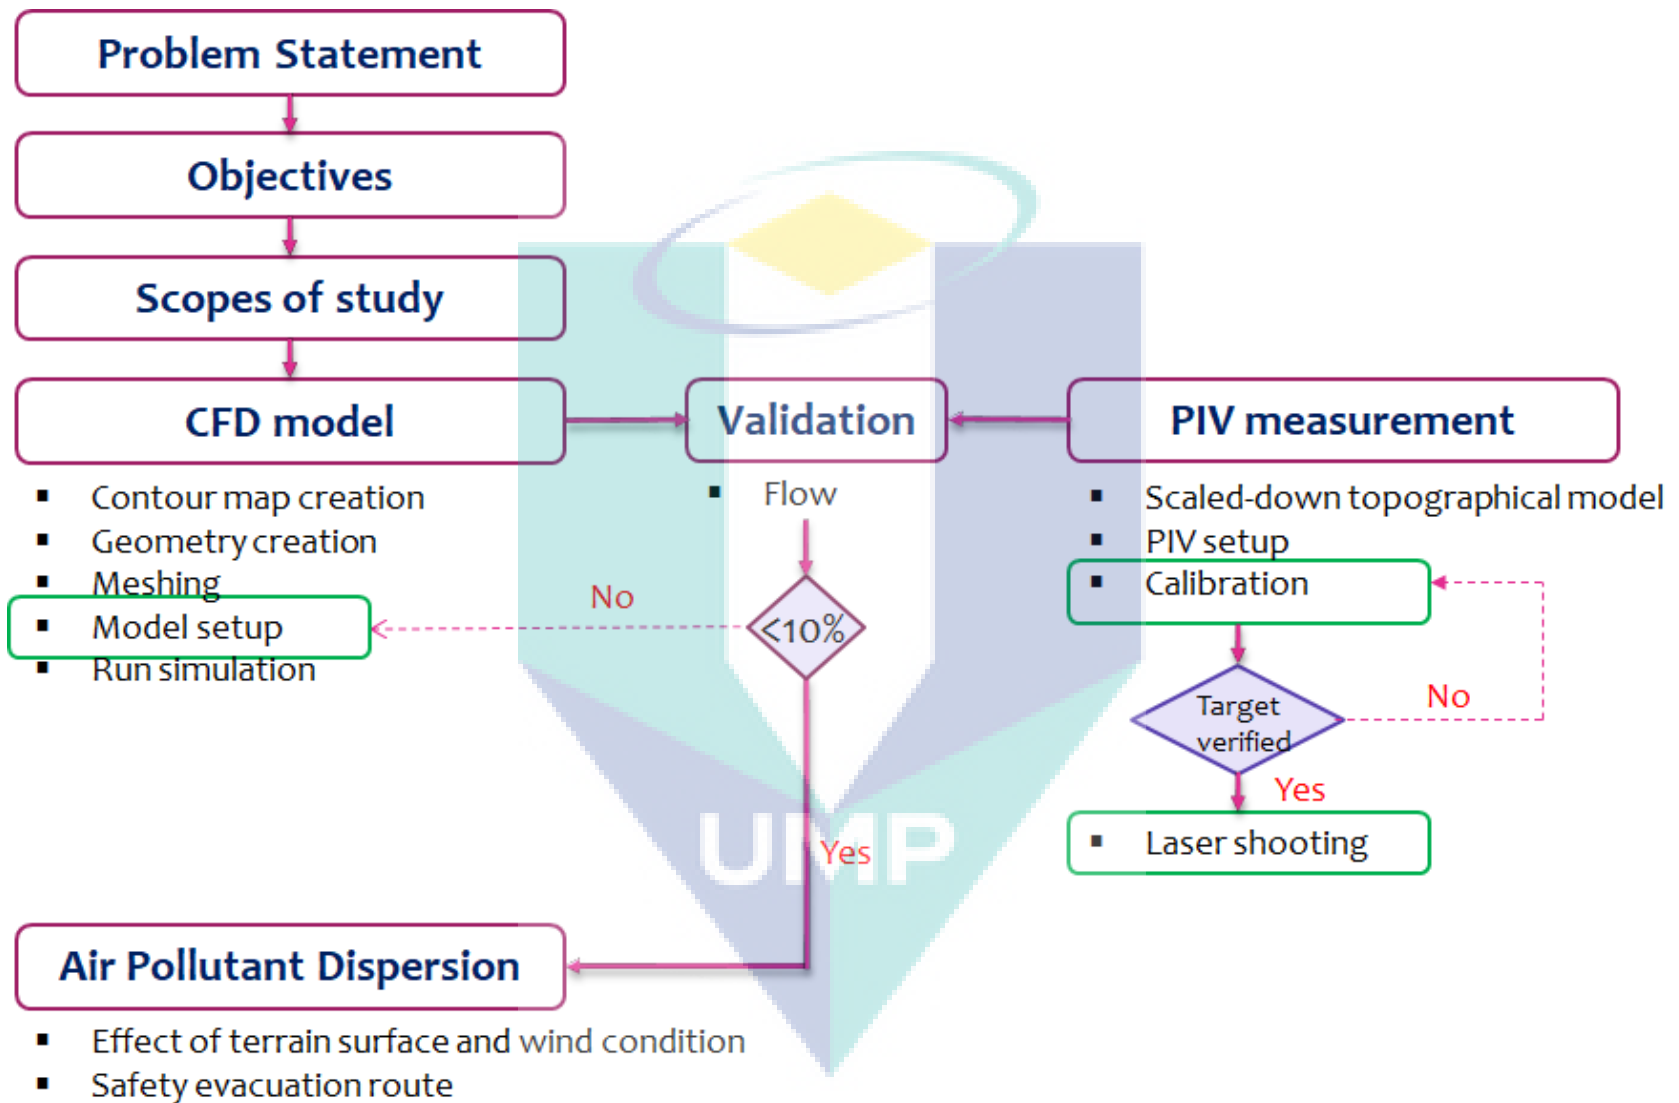 Problem Statement
Objectives
Scopes of study
CFD model
▪ Contour map creation
▪ Geometry creation
▪ Meshing
▪ Model setup
▪ Run simulation
Validation
▪ Flow
<10%
No
Yes
PIV measurement
▪ Scaled-down topographical model
▪ PIV setup
▪ Calibration
Target
verified
No
Yes
▪ Laser shooting
UMP
Air Pollutant Dispersion
▪ Effect of terrain surface and wind condition
▪ Safety evacuation route